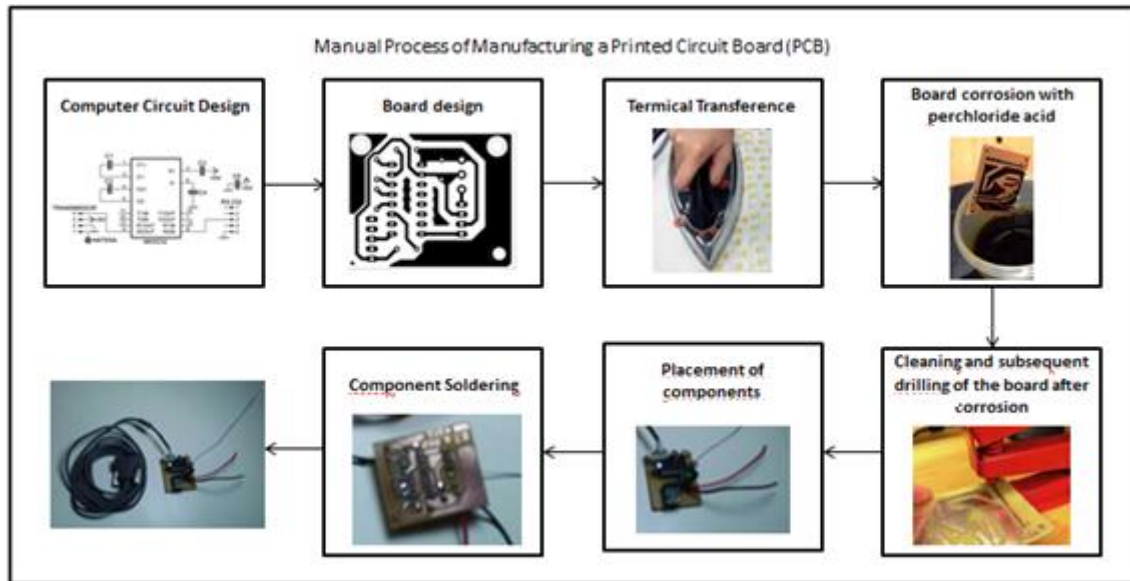 Manual Process of Manufacturing a Printed Circuit Board (PCB)
Computer Circuit Design
Board design
Termical Transference
Board corrosion with
perchloride acid
Cleaning and subsequent
drilling of the board after
corrosion
Placement of
components
Component Soldering